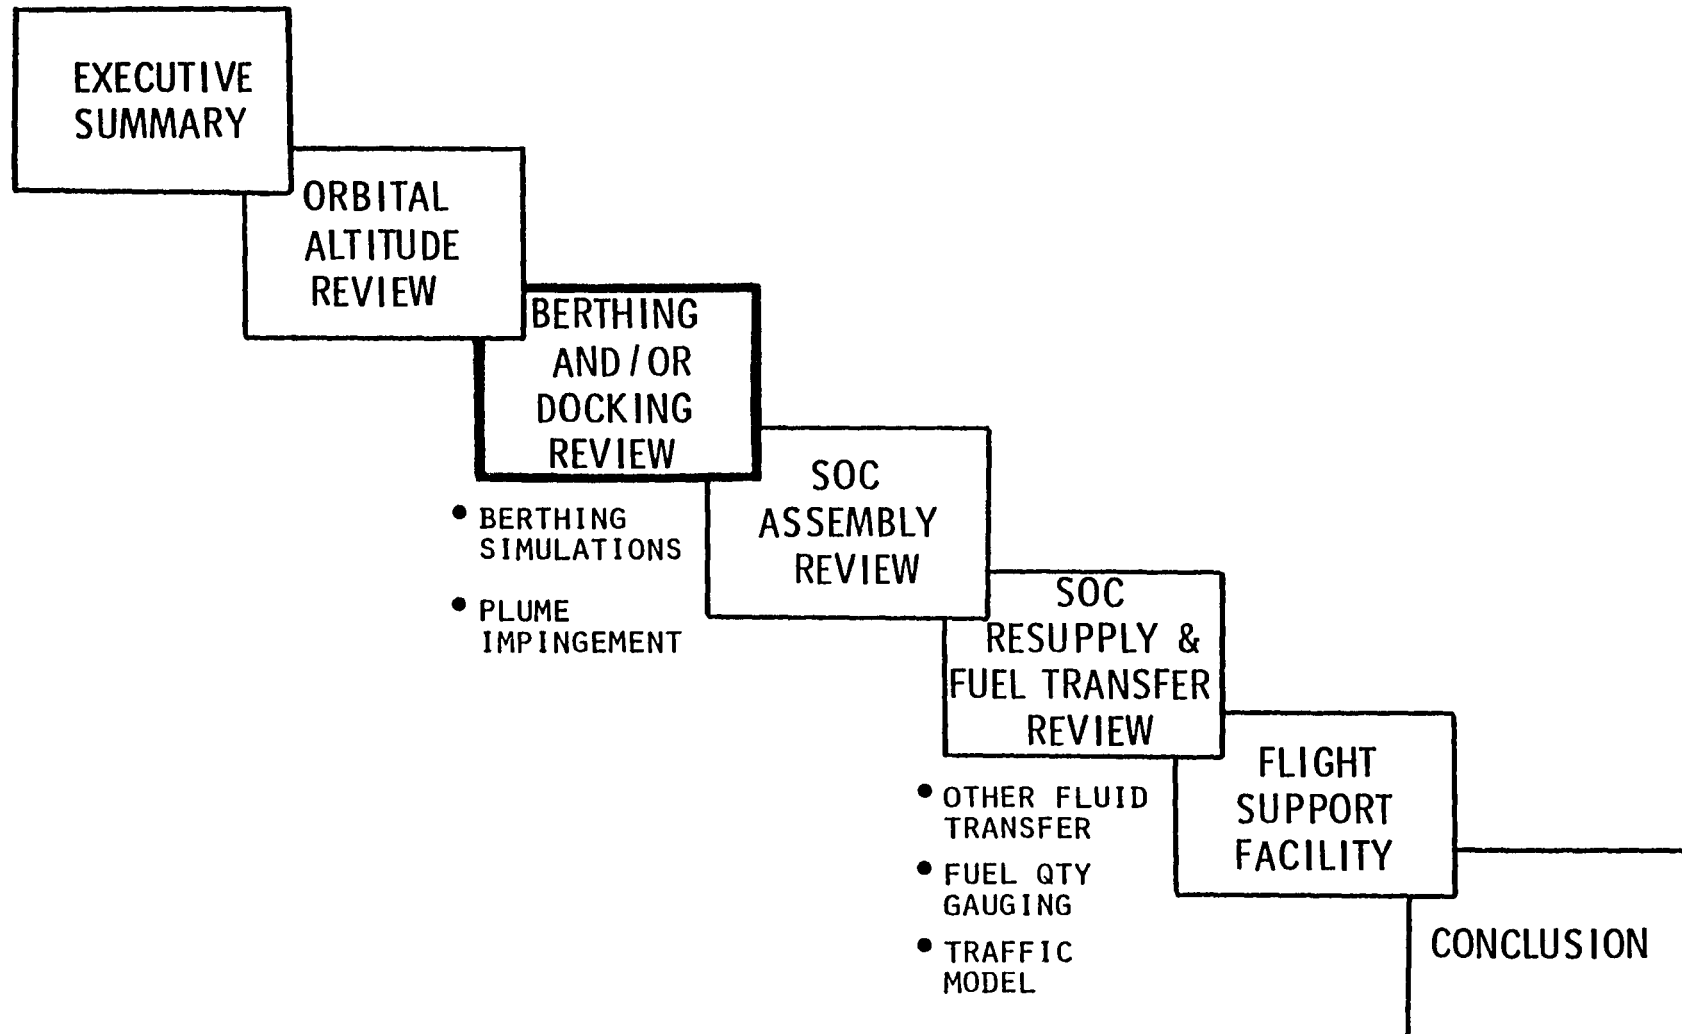 EXECUTIVE
SUMMARY
ORBITAL
ALTITUDE
REVIEW
BERTHING
AND/OR
DOCKING
REVIEW
• BERTHING
SIMULATIONS
• PLUME
IMPINGEMENT
SOC
ASSEMBLY
REVIEW
SOC
RESUPPLY &
FUEL TRANSFER
REVIEW
• OTHER FLUID
TRANSFER
• FUEL QTY
GAUGING
• TRAFFIC
MODEL
FLIGHT
SUPPORT
FACILITY
CONCLUSION